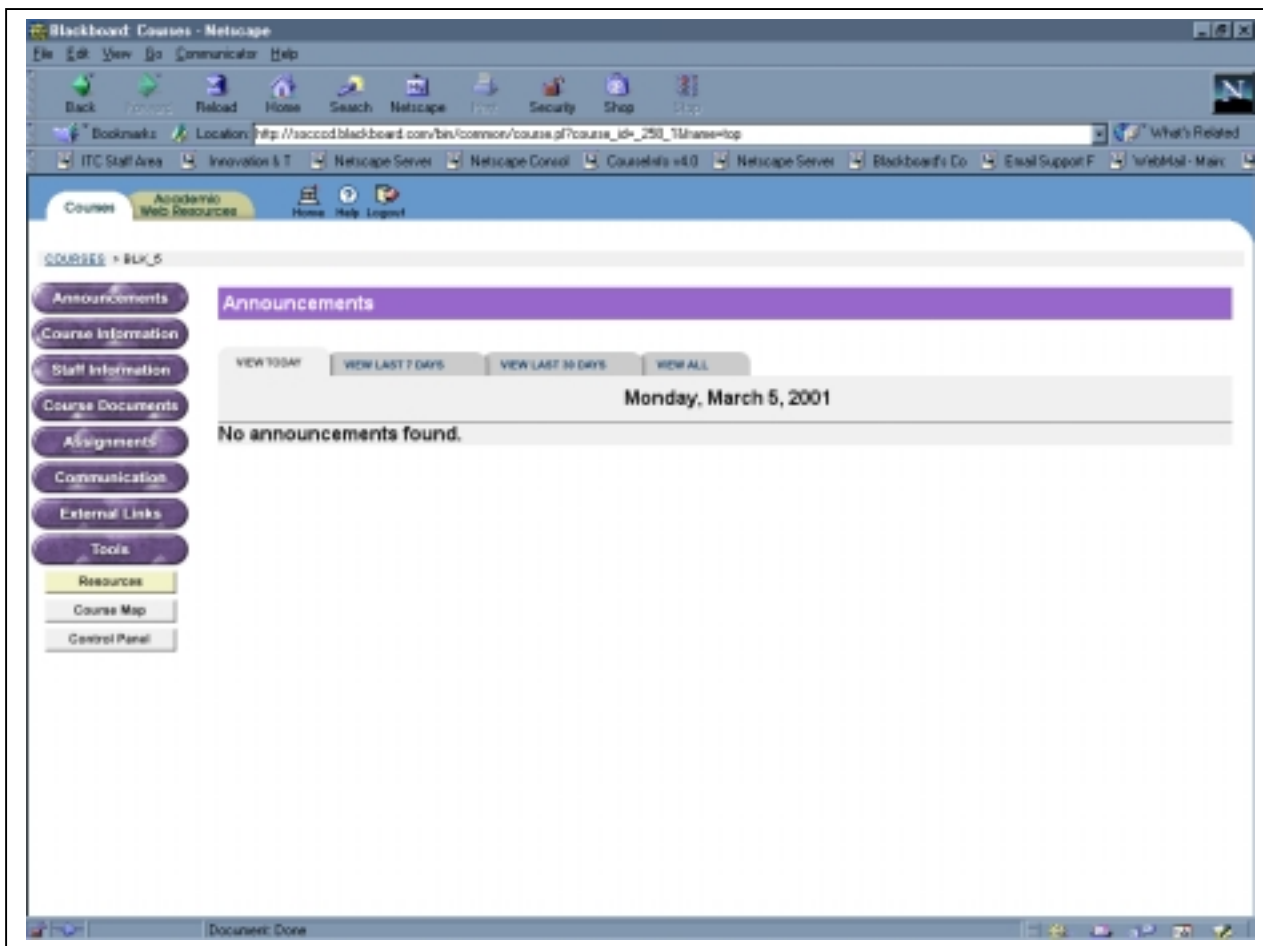 Blackboard: Courses - Netscape
File Edit View Go Communicator Help
Back Forward Reload Home Search Netscape Print Security Shop Stop
Bookmarks Location: http://socccd.blackboard.com/bin/common/course.pl?course_id=_250_1&frame=top What's Related
ITC Staff Area Innovation & T Netscape Server Netscape Consol CourseInfo v4.0 Netscape Server Blackboard's Co Email Support F WebMail - Main:
Courses Academic Web Resources Home Help Logout
COURSES > BLK_5
Announcements
Course Information
Staff Information
Course Documents
Assignments
Communication
External Links
Tools
Resources
Course Map
Control Panel
Announcements
VIEW TODAY VIEW LAST 7 DAYS VIEW LAST 30 DAYS VIEW ALL
Monday, March 5, 2001
No announcements found.
Document: Done